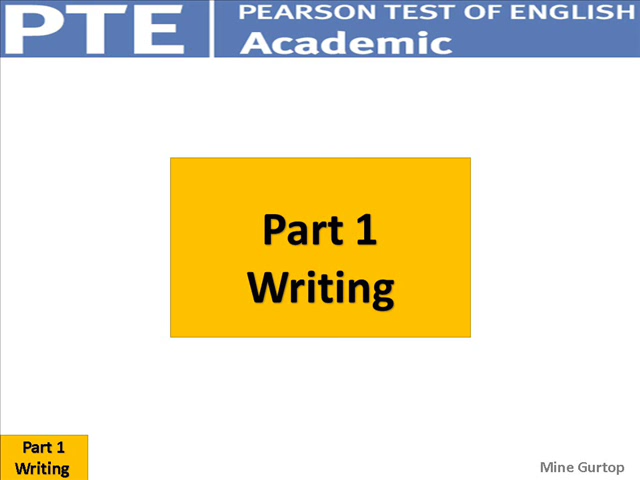 PTE
PEARSON TEST OF ENGLISH
Academic
Part 1
Writing
Part 1
Writing
Mine Gurtop